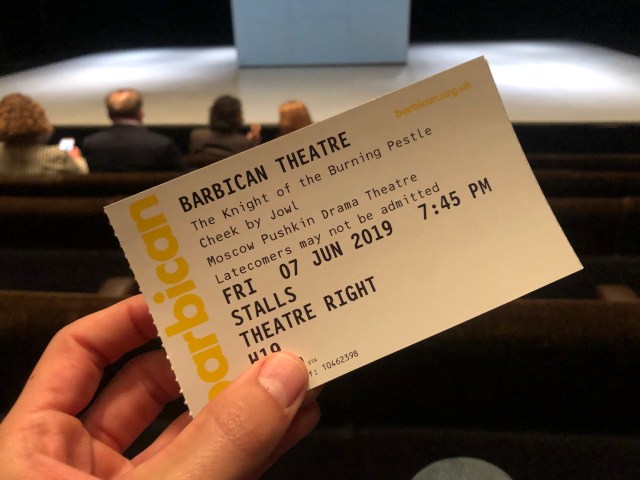 barbican
barbican.org.uk
BARBICAN THEATRE
The Knight of the Burning Pestle
Cheek by Jowl
Moscow Pushkin Drama Theatre
Latecomers may not be admitted
FRI 07 JUN 2019 7:45 PM
STALLS
THEATRE RIGHT
H19
10462398